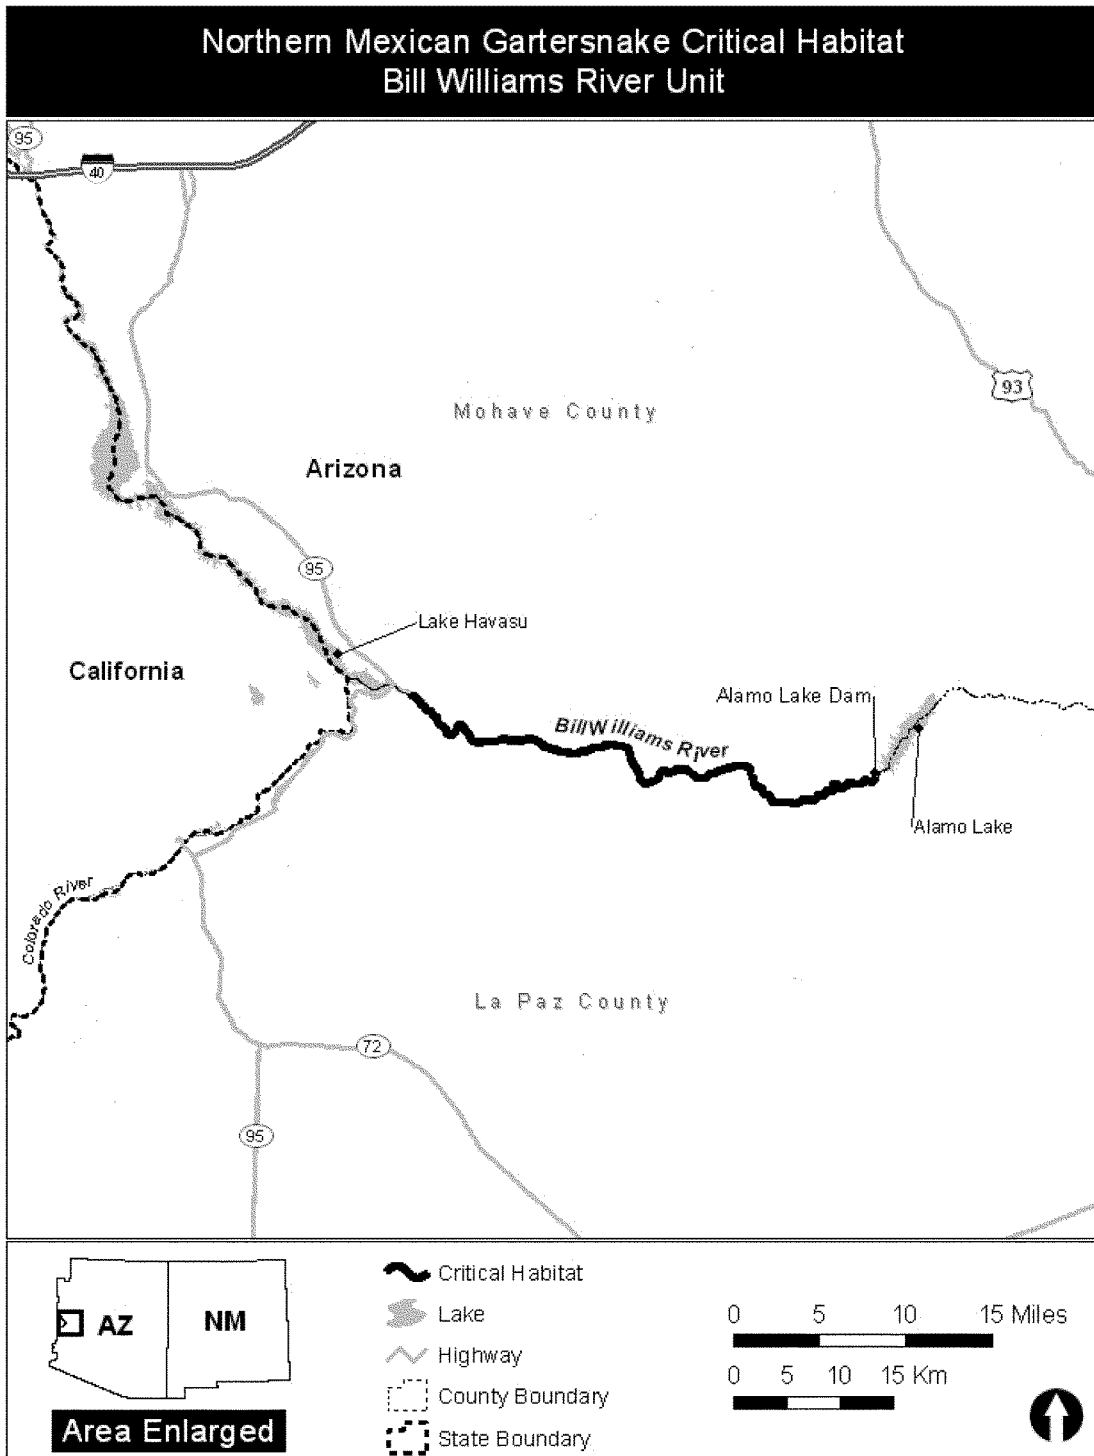 Northern Mexican Gartersnake Critical Habitat
Bill Williams River Unit
95
40
93
Mohave County
Arizona
95
Lake Havasu
California
Alamo Lake Dam
Bill Williams River
Alamo Lake
Colorado River
La Paz County
72
95
AZ
NM
Area Enlarged
Critical Habitat
Lake
Highway
County Boundary
State Boundary
0 5 10 15 Miles
0 5 10 15 Km